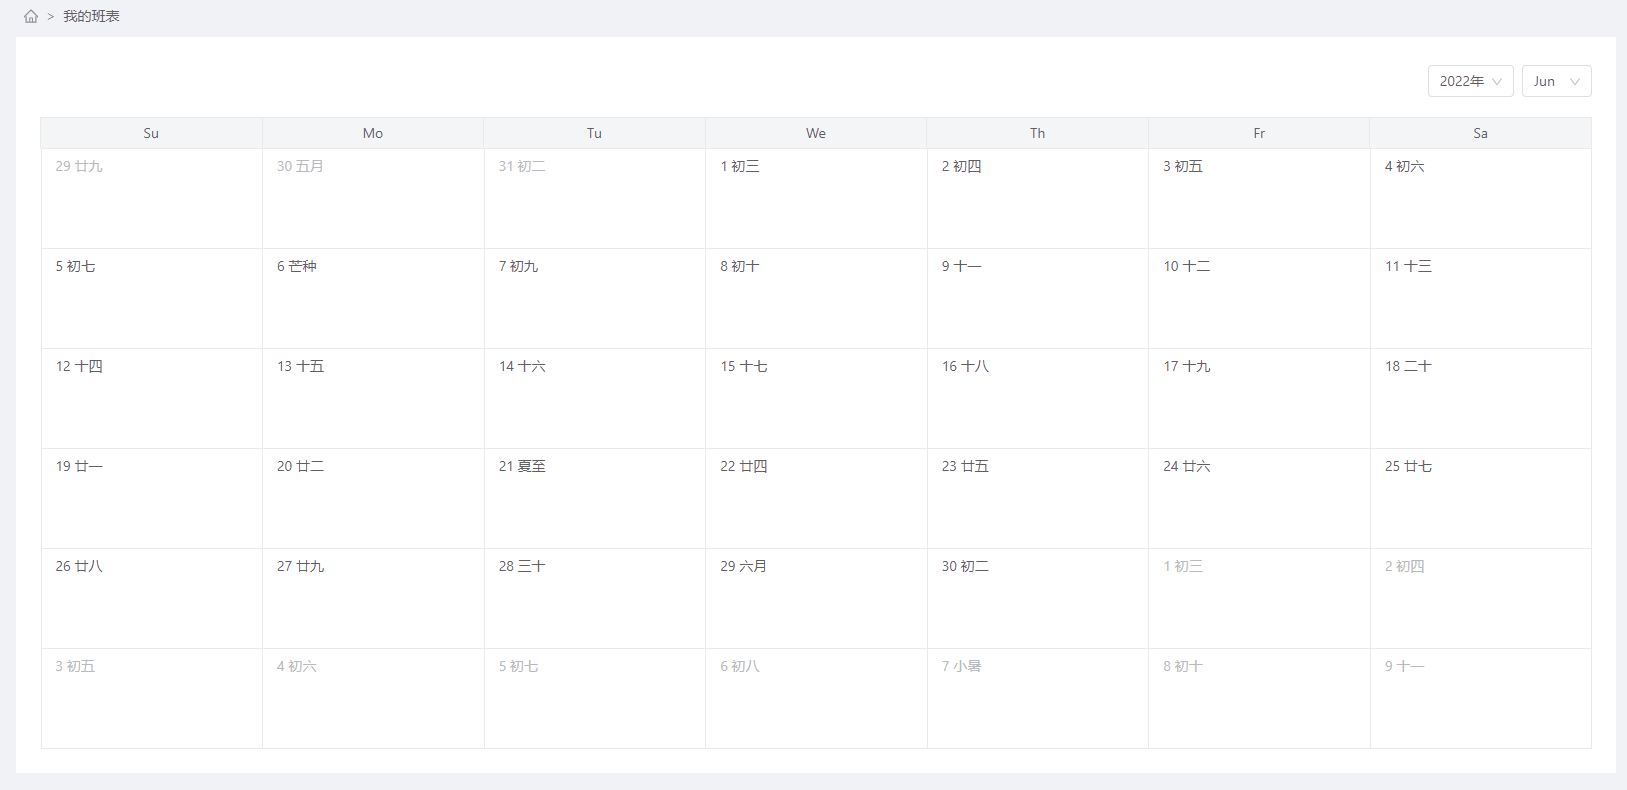 > 我的班表
2022年 Jun
Su Mo Tu We Th Fr Sa
29 廿九 30 五月 31 初二 1 初三 2 初四 3 初五 4 初六
5 初七 6 芒种 7 初九 8 初十 9 十一 10 十二 11 十三
12 十四 13 十五 14 十六 15 十七 16 十八 17 十九 18 二十
19 廿一 20 廿二 21 夏至 22 廿四 23 廿五 24 廿六 25 廿七
26 廿八 27 廿九 28 三十 29 六月 30 初二 1 初三 2 初四
3 初五 4 初六 5 初七 6 初八 7 小暑 8 初十 9 十一